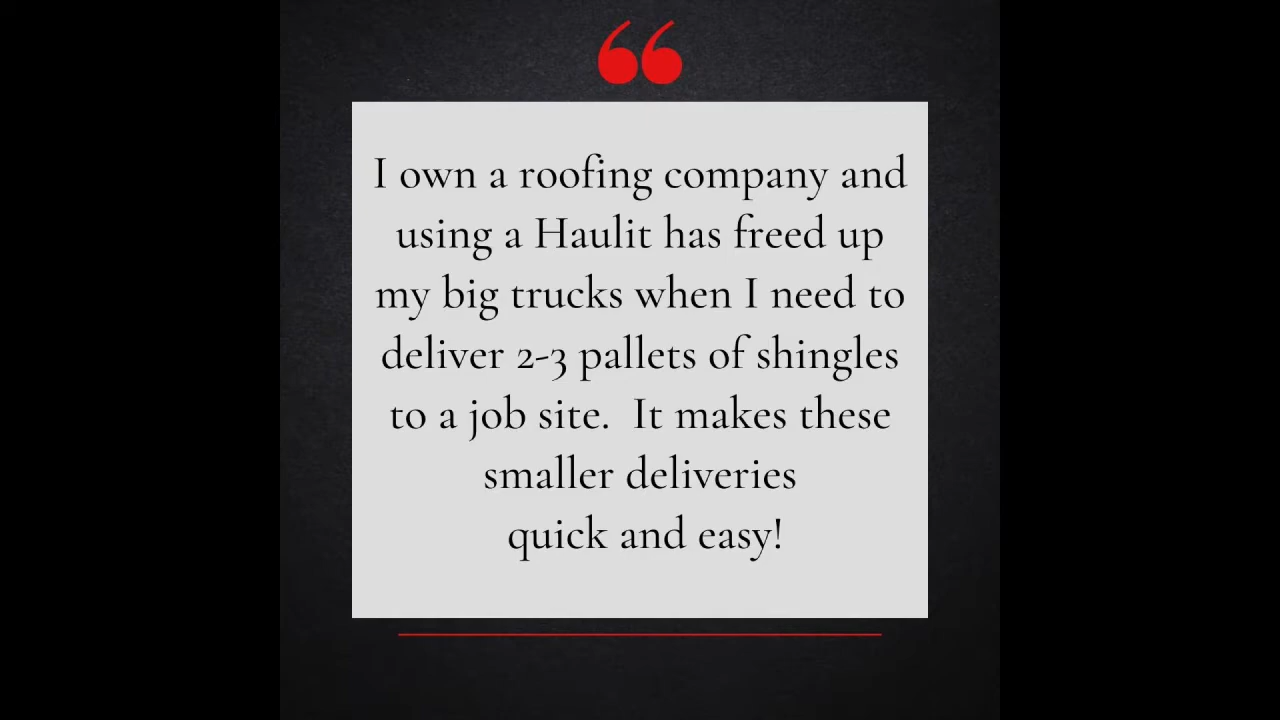 I own a roofing company and
using a Haulit has freed up
my big trucks when I need to
deliver 2-3 pallets of shingles
to a job site.  It makes these
smaller deliveries
quick and easy!